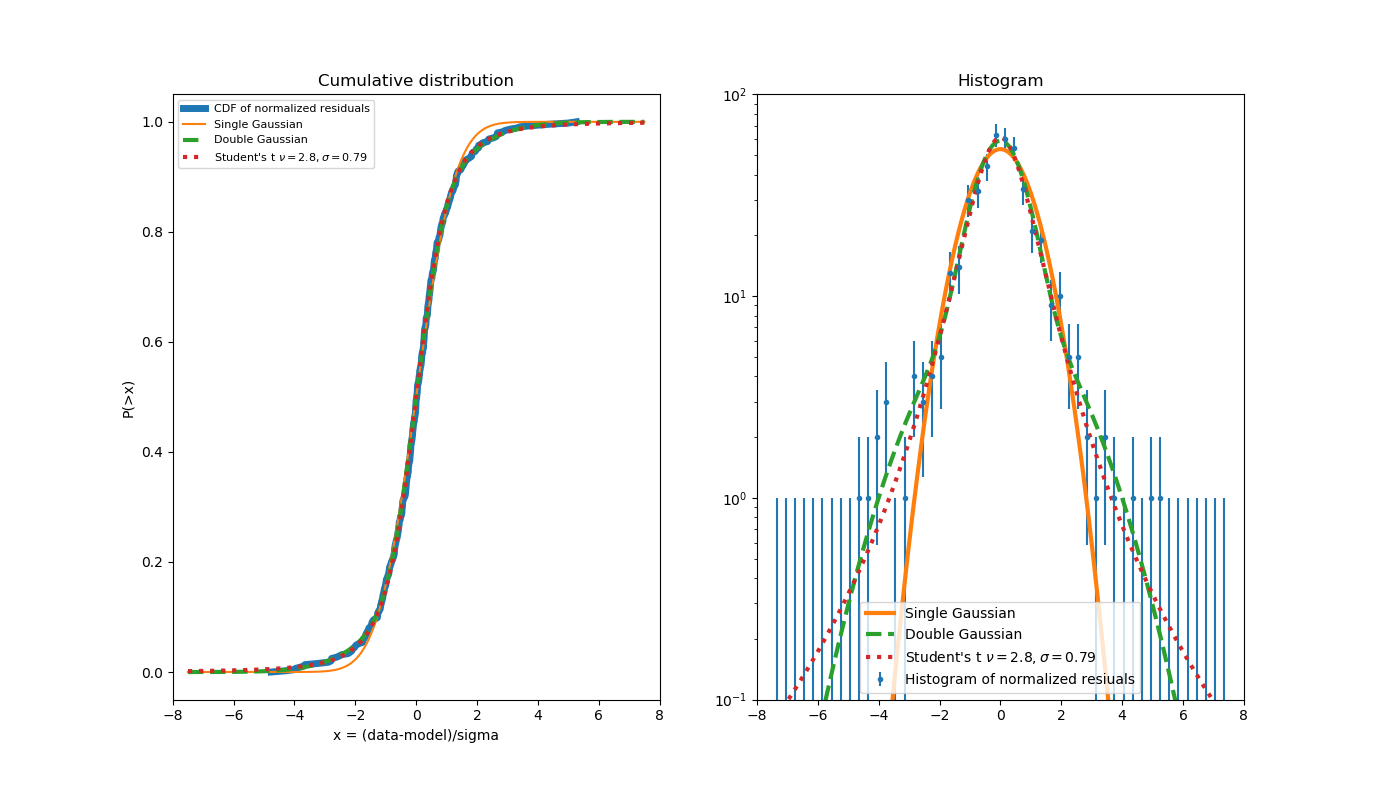 Cumulative distribution
CDF of normalized residuals
Single Gaussian
Double Gaussian
Student's t ν = 2.8, σ = 0.79
P(>x)
1.0
0.8
0.6
0.4
0.2
0.0
−8 −6 −4 −2 0 2 4 6 8
x = (data-model)/sigma
Histogram
10²
10¹
10⁰
10⁻¹
Single Gaussian
Double Gaussian
Student's t ν = 2.8, σ = 0.79
Histogram of normalized resiuals
−8 −6 −4 −2 0 2 4 6 8